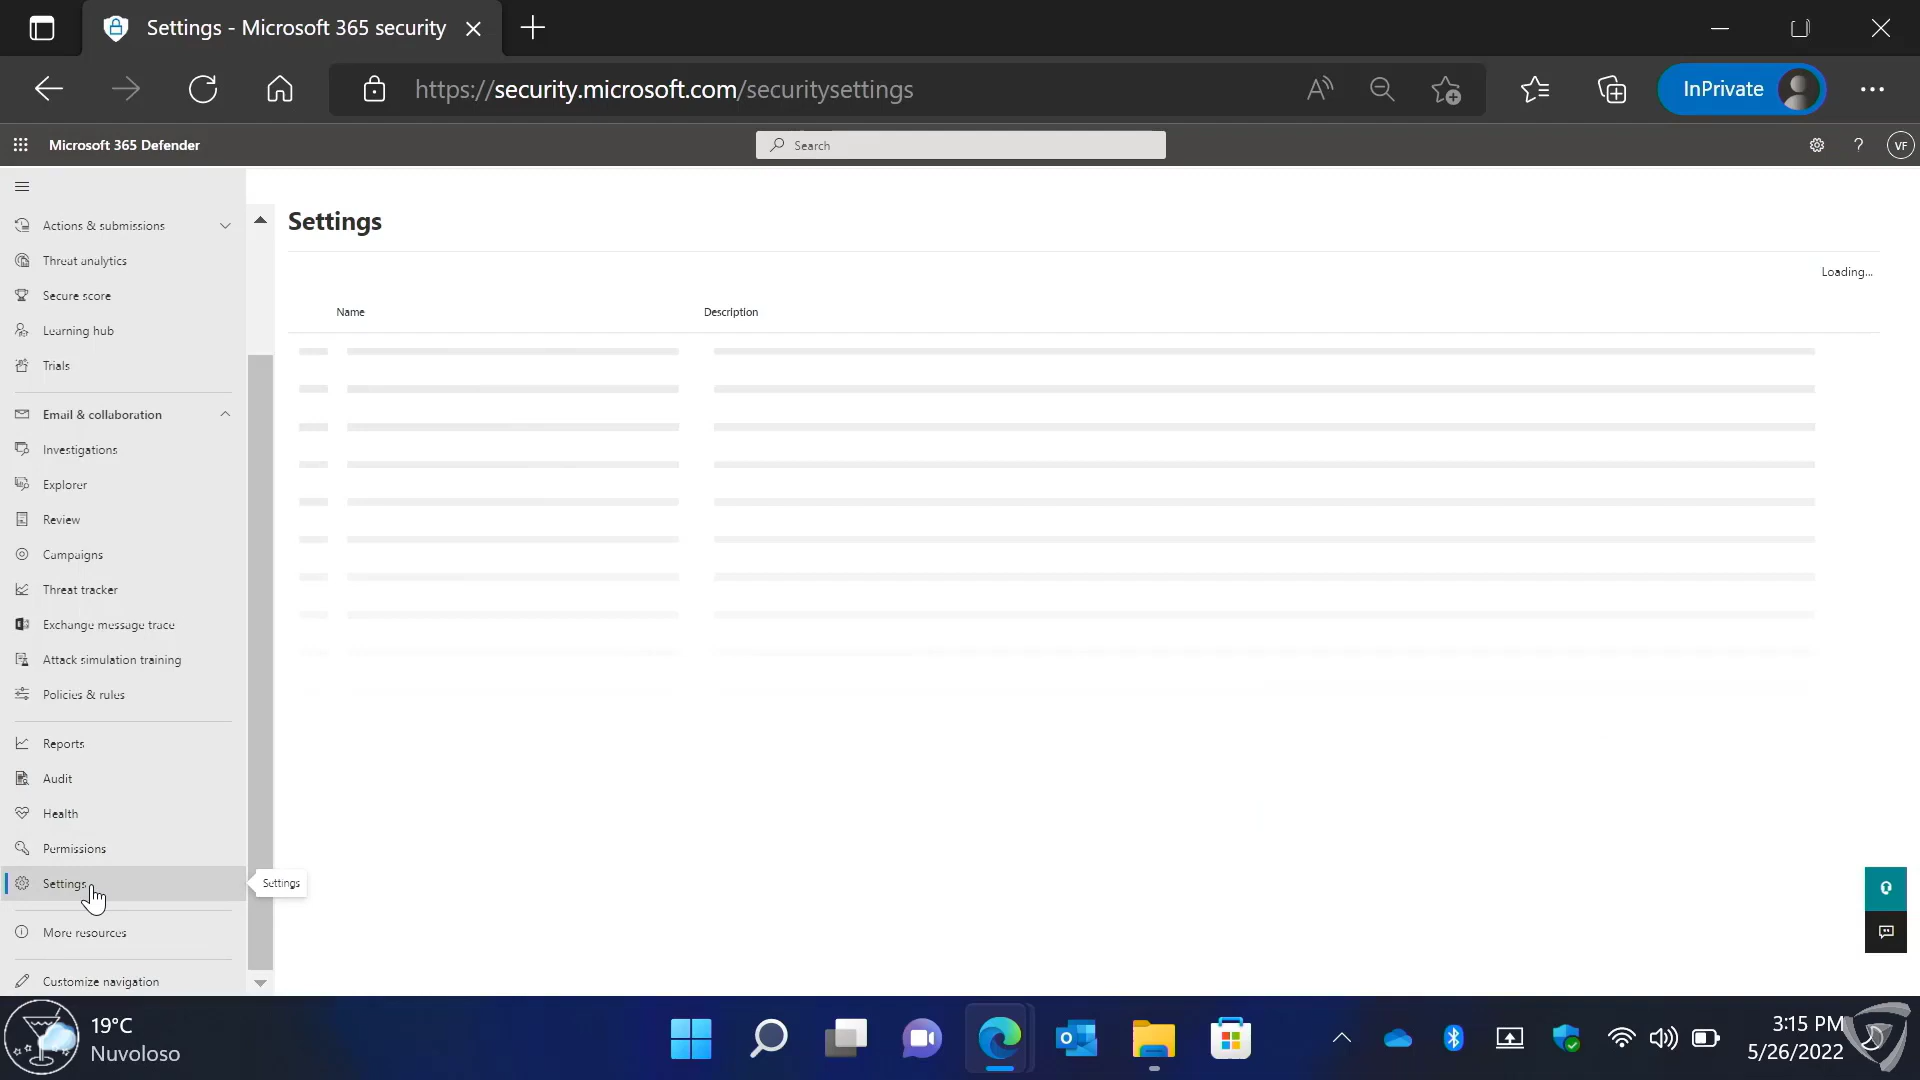 Settings - Microsoft 365 security
https://security.microsoft.com/securitysettings
InPrivate
Microsoft 365 Defender
Search
?
VF
Actions & submissions
Threat analytics
Secure score
Learning hub
Trials
Email & collaboration
Investigations
Explorer
Review
Campaigns
Threat tracker
Exchange message trace
Attack simulation training
Policies & rules
Reports
Audit
Health
Permissions
Settings
Settings
More resources
Customize navigation
Settings
Loading...
Name Description
19°C
Nuvoloso
3:15 PM
5/26/2022